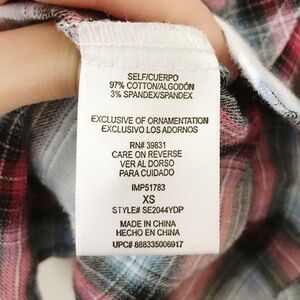 SELF/CUERPO
97% COTTON/ALGODÓN
3% SPANDEX/SPANDEX
EXCLUSIVE OF ORNAMENTATION
EXCLUSIVO LOS ADORNOS
RN# 39831
CARE ON REVERSE
VER AL DORSO
PARA CUIDADO
IMP51783
XS
STYLE# SE2044YDP
MADE IN CHINA
HECHO EN CHINA
UPC# 888335006917